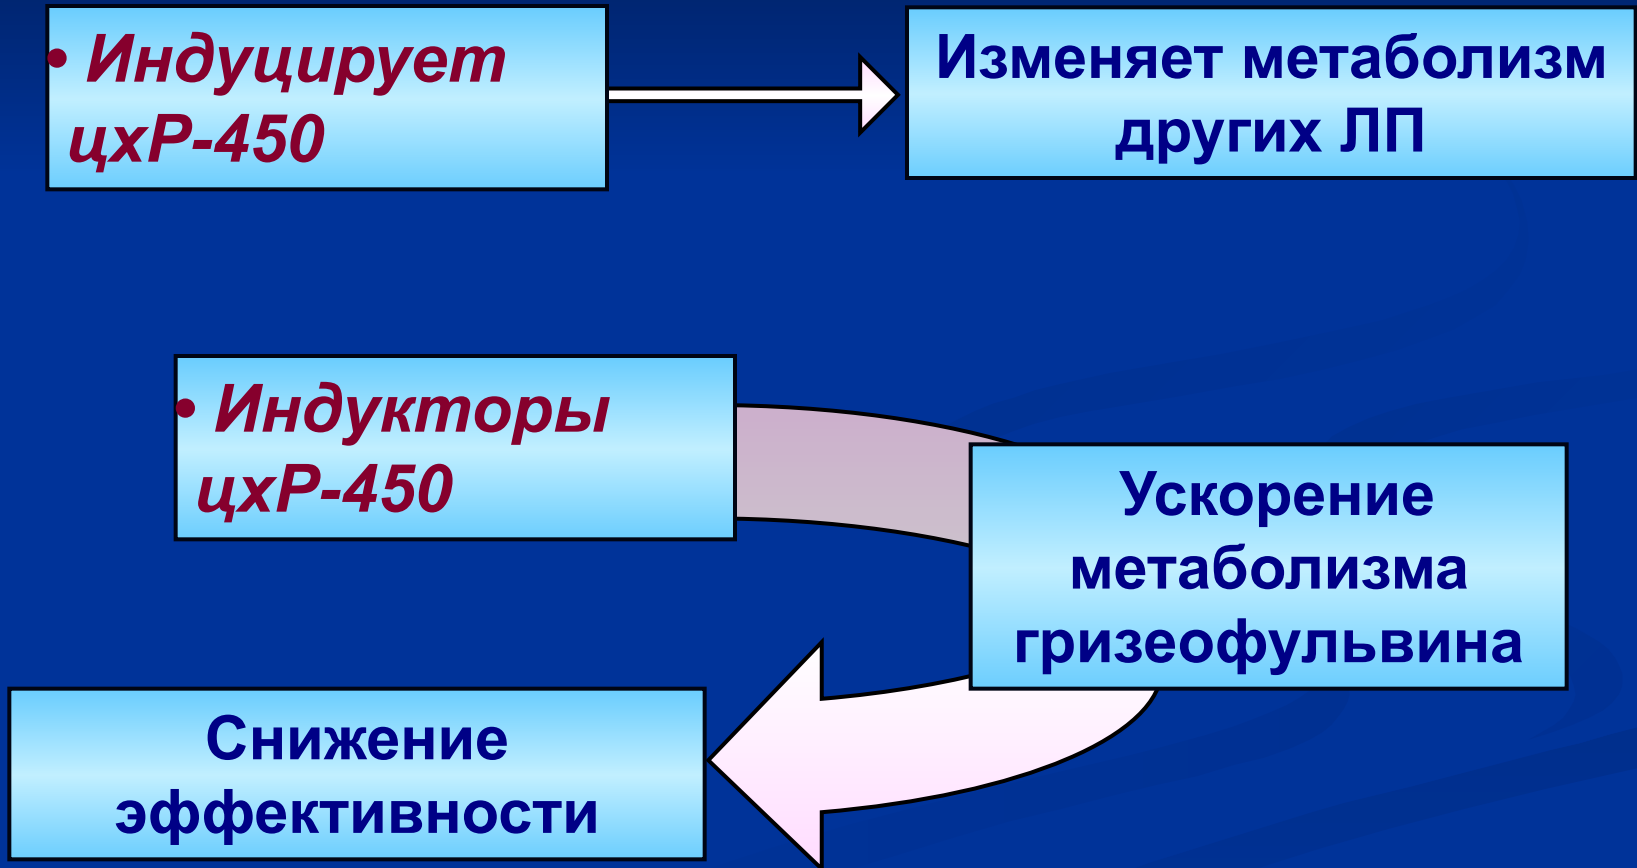 • Индуцирует
цхР-450
Изменяет метаболизм
других ЛП
• Индукторы
цхР-450
Ускорение
метаболизма
гризеофульвина
Снижение
эффективности